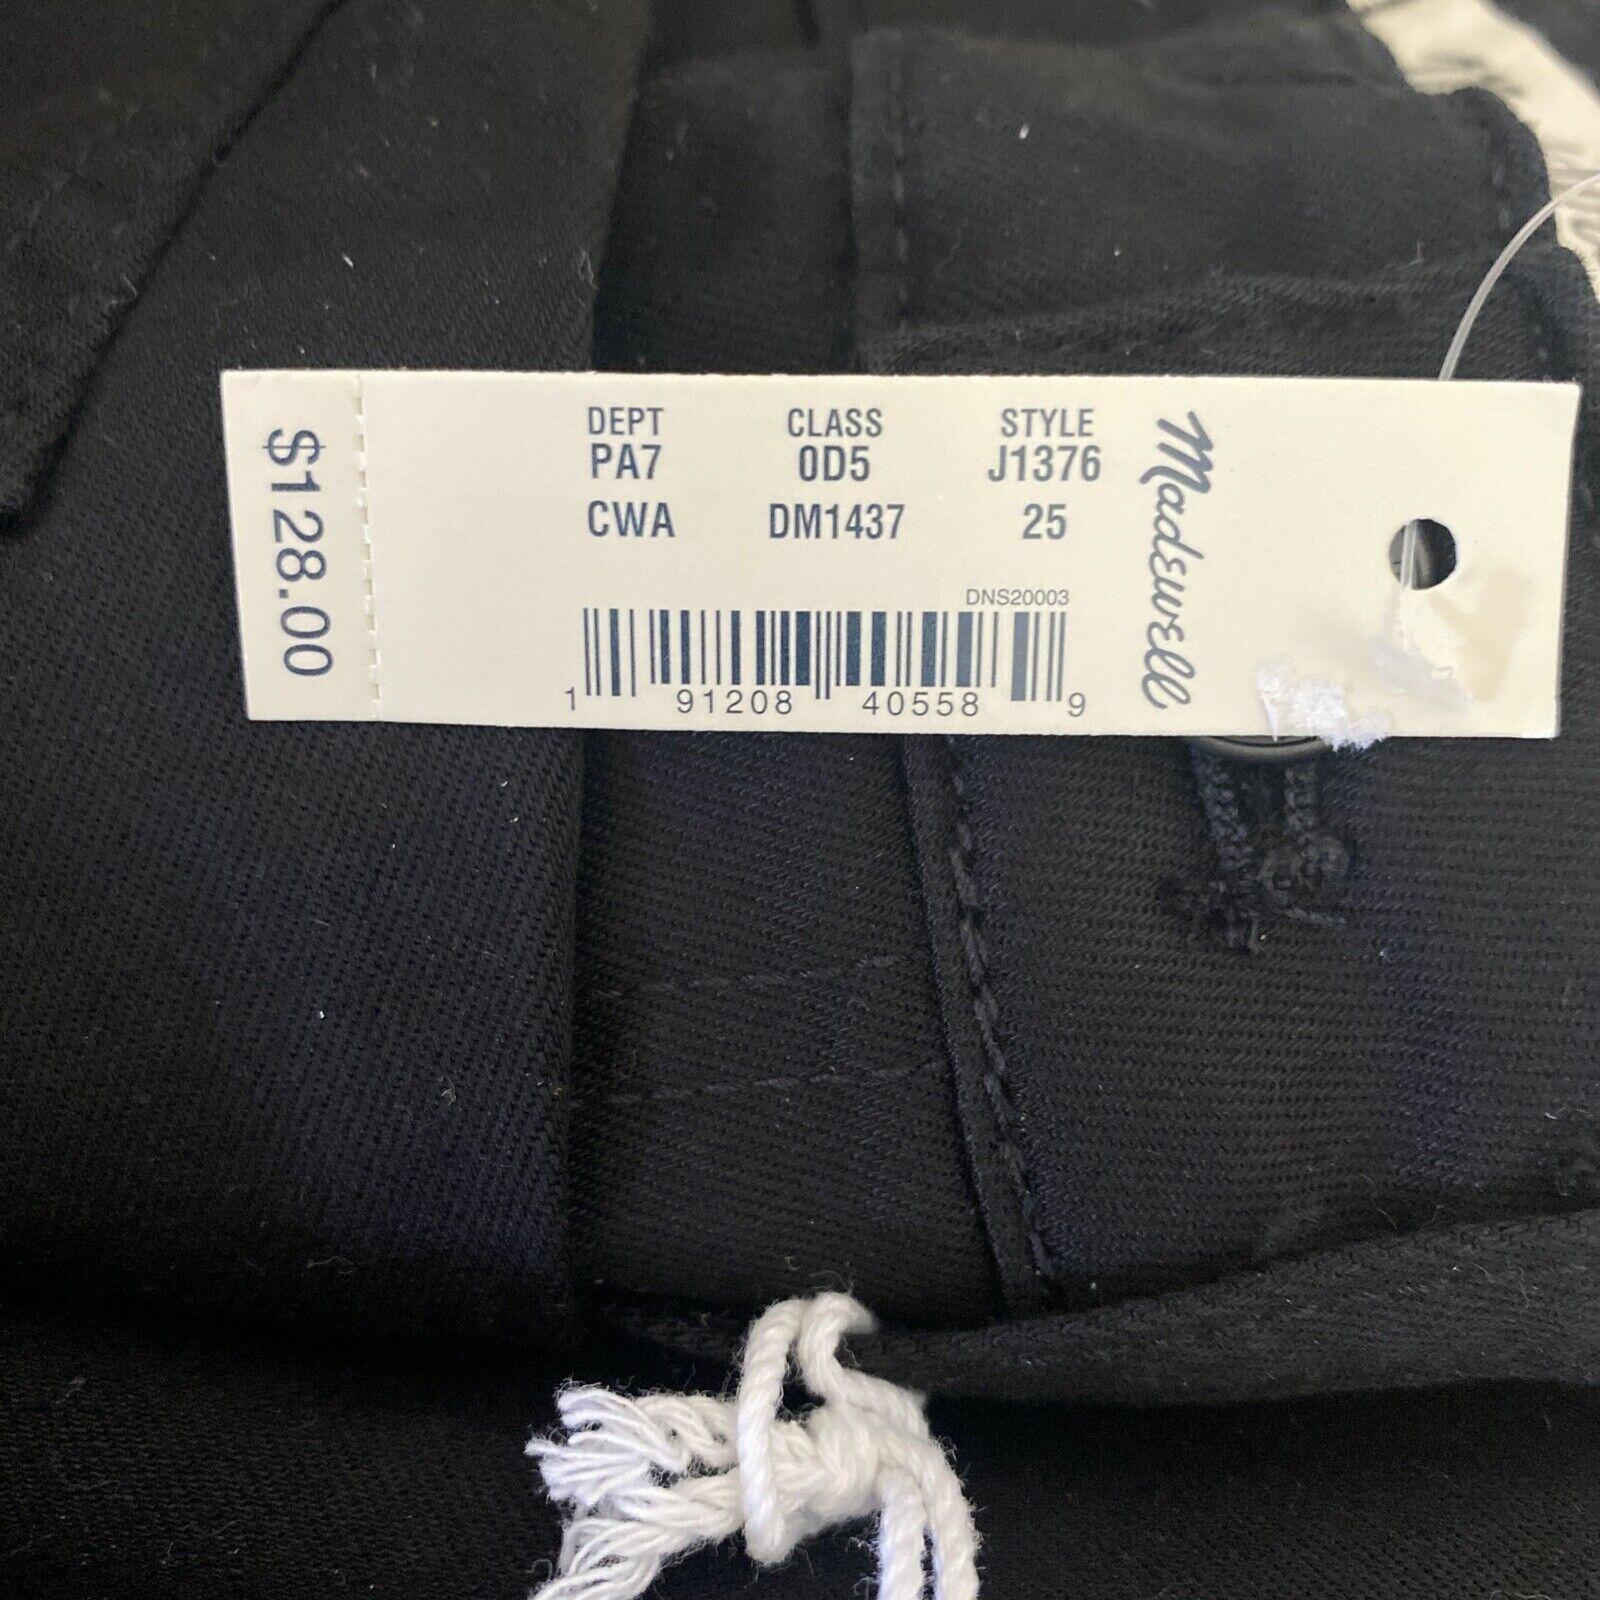 $128.00
DEPT CLASS STYLE
PA7 0D5 J1376
CWA DM1437 25
DNS20003
1 91208 40558 9
Madewell